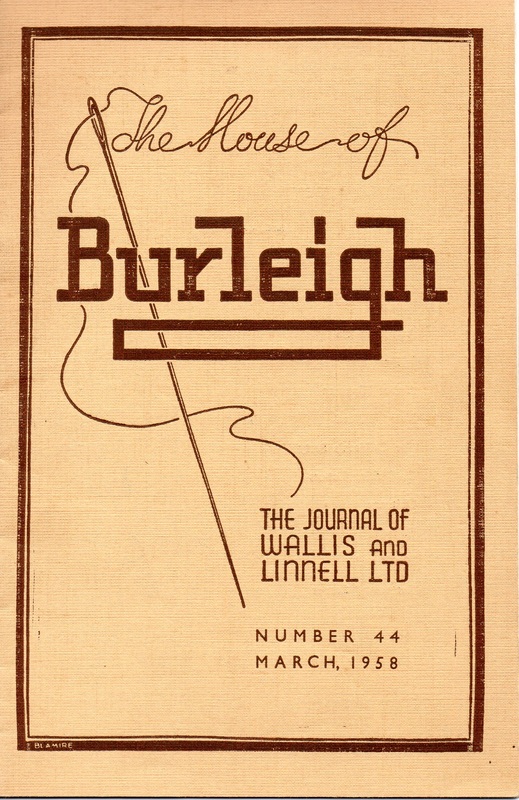 The House of
Burleigh
THE JOURNAL OF
WALLIS AND
LINNELL LTD
NUMBER 44
MARCH, 1958
BLAMIRE